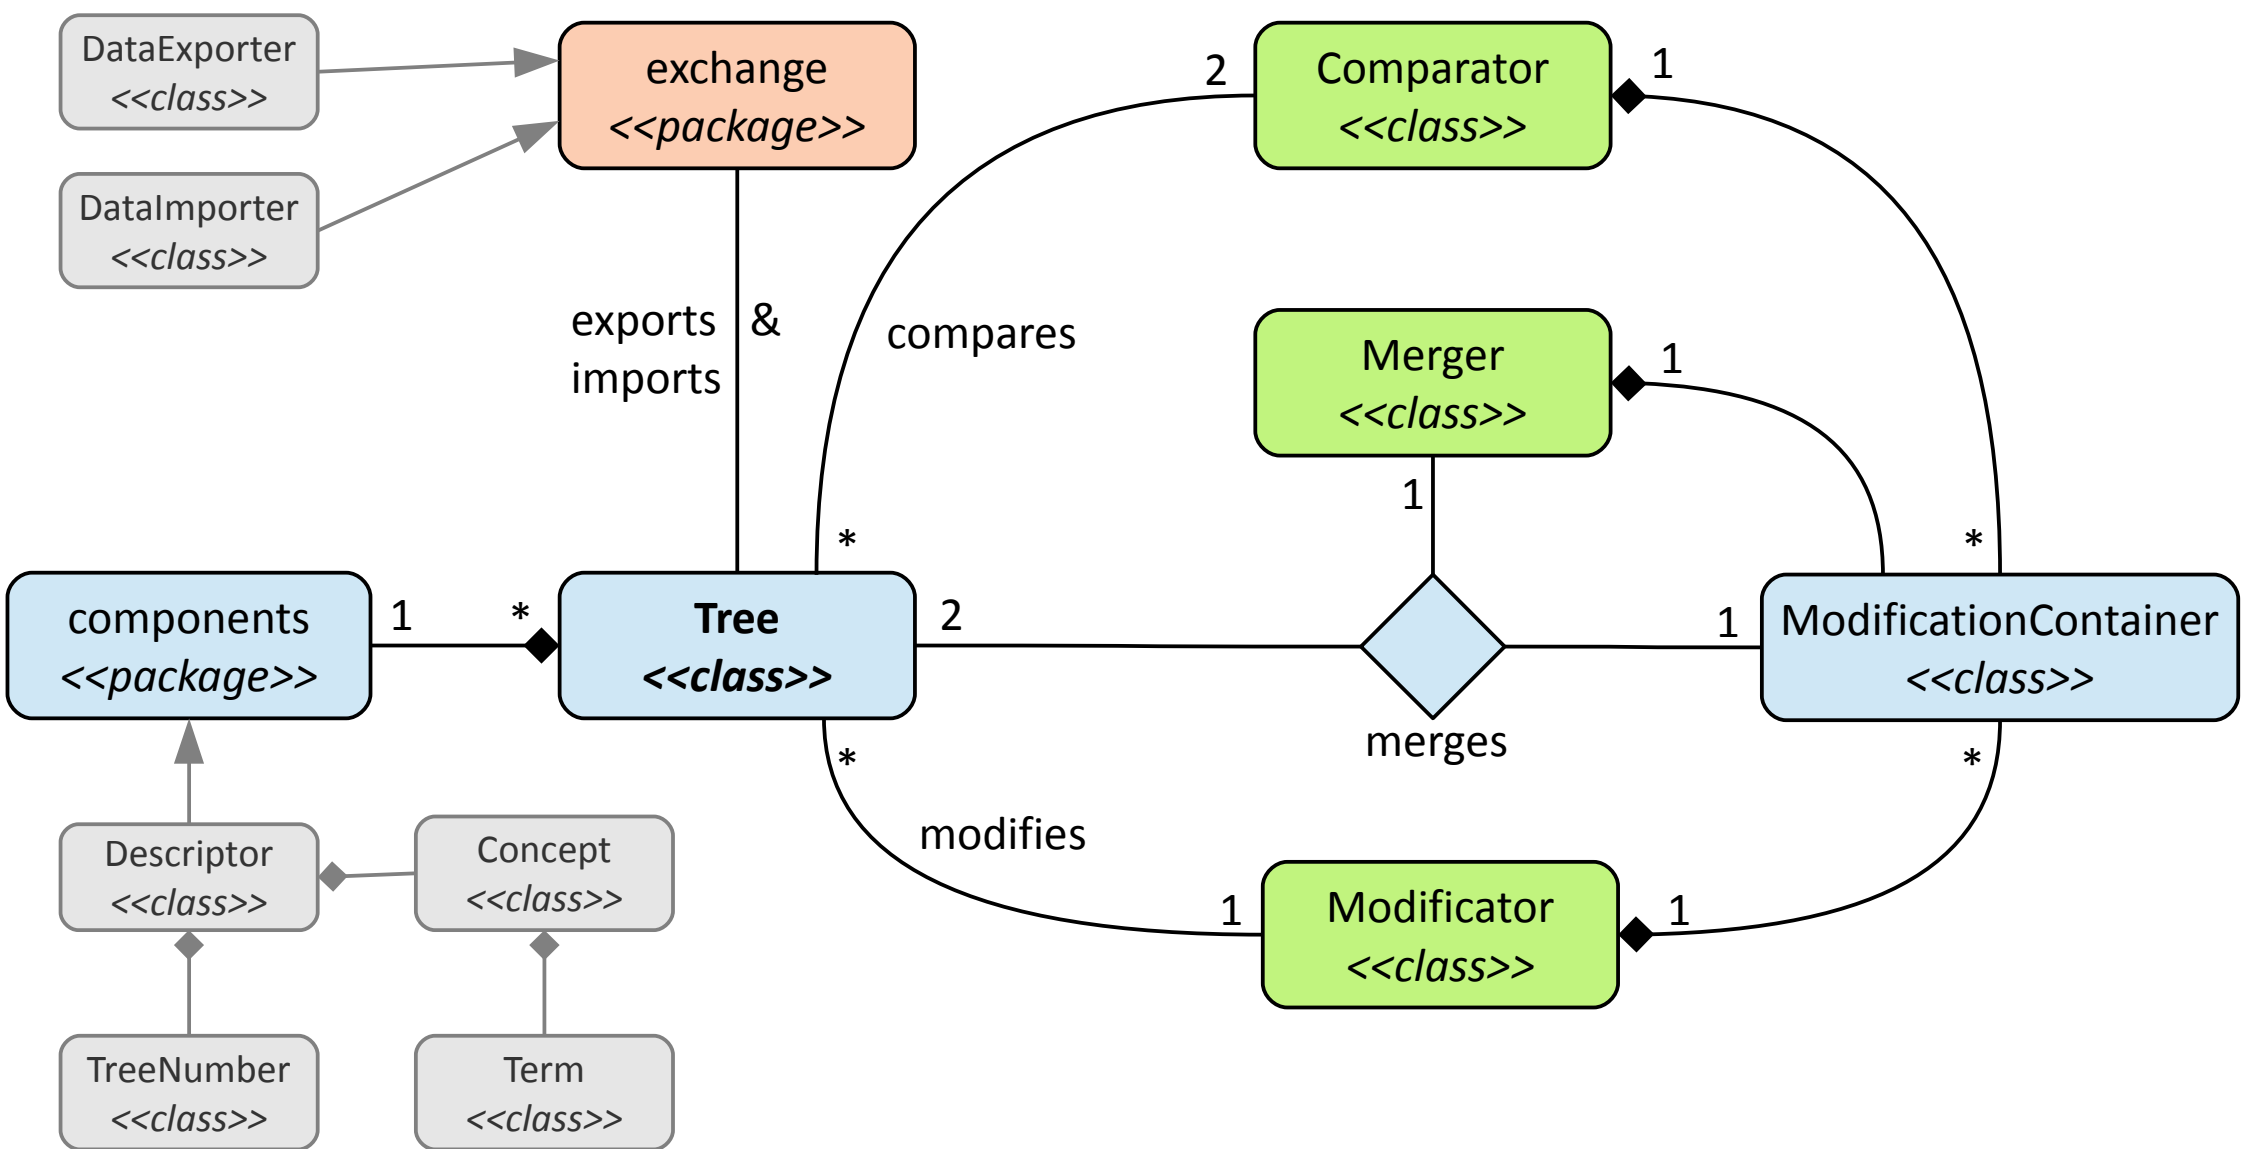 DataExporter
<<class>>
exchange
<<package>>
2
Comparator
<<class>>
1
DataImporter
<<class>>
exports &
imports
compares
Merger
<<class>>
1
1
*
*
components
<<package>>
1
*
Tree
<<class>>
2
1
ModificationContainer
<<class>>
merges
*
*
modifies
Descriptor
<<class>>
Concept
<<class>>
1
Modificator
<<class>>
1
TreeNumber
<<class>>
Term
<<class>>